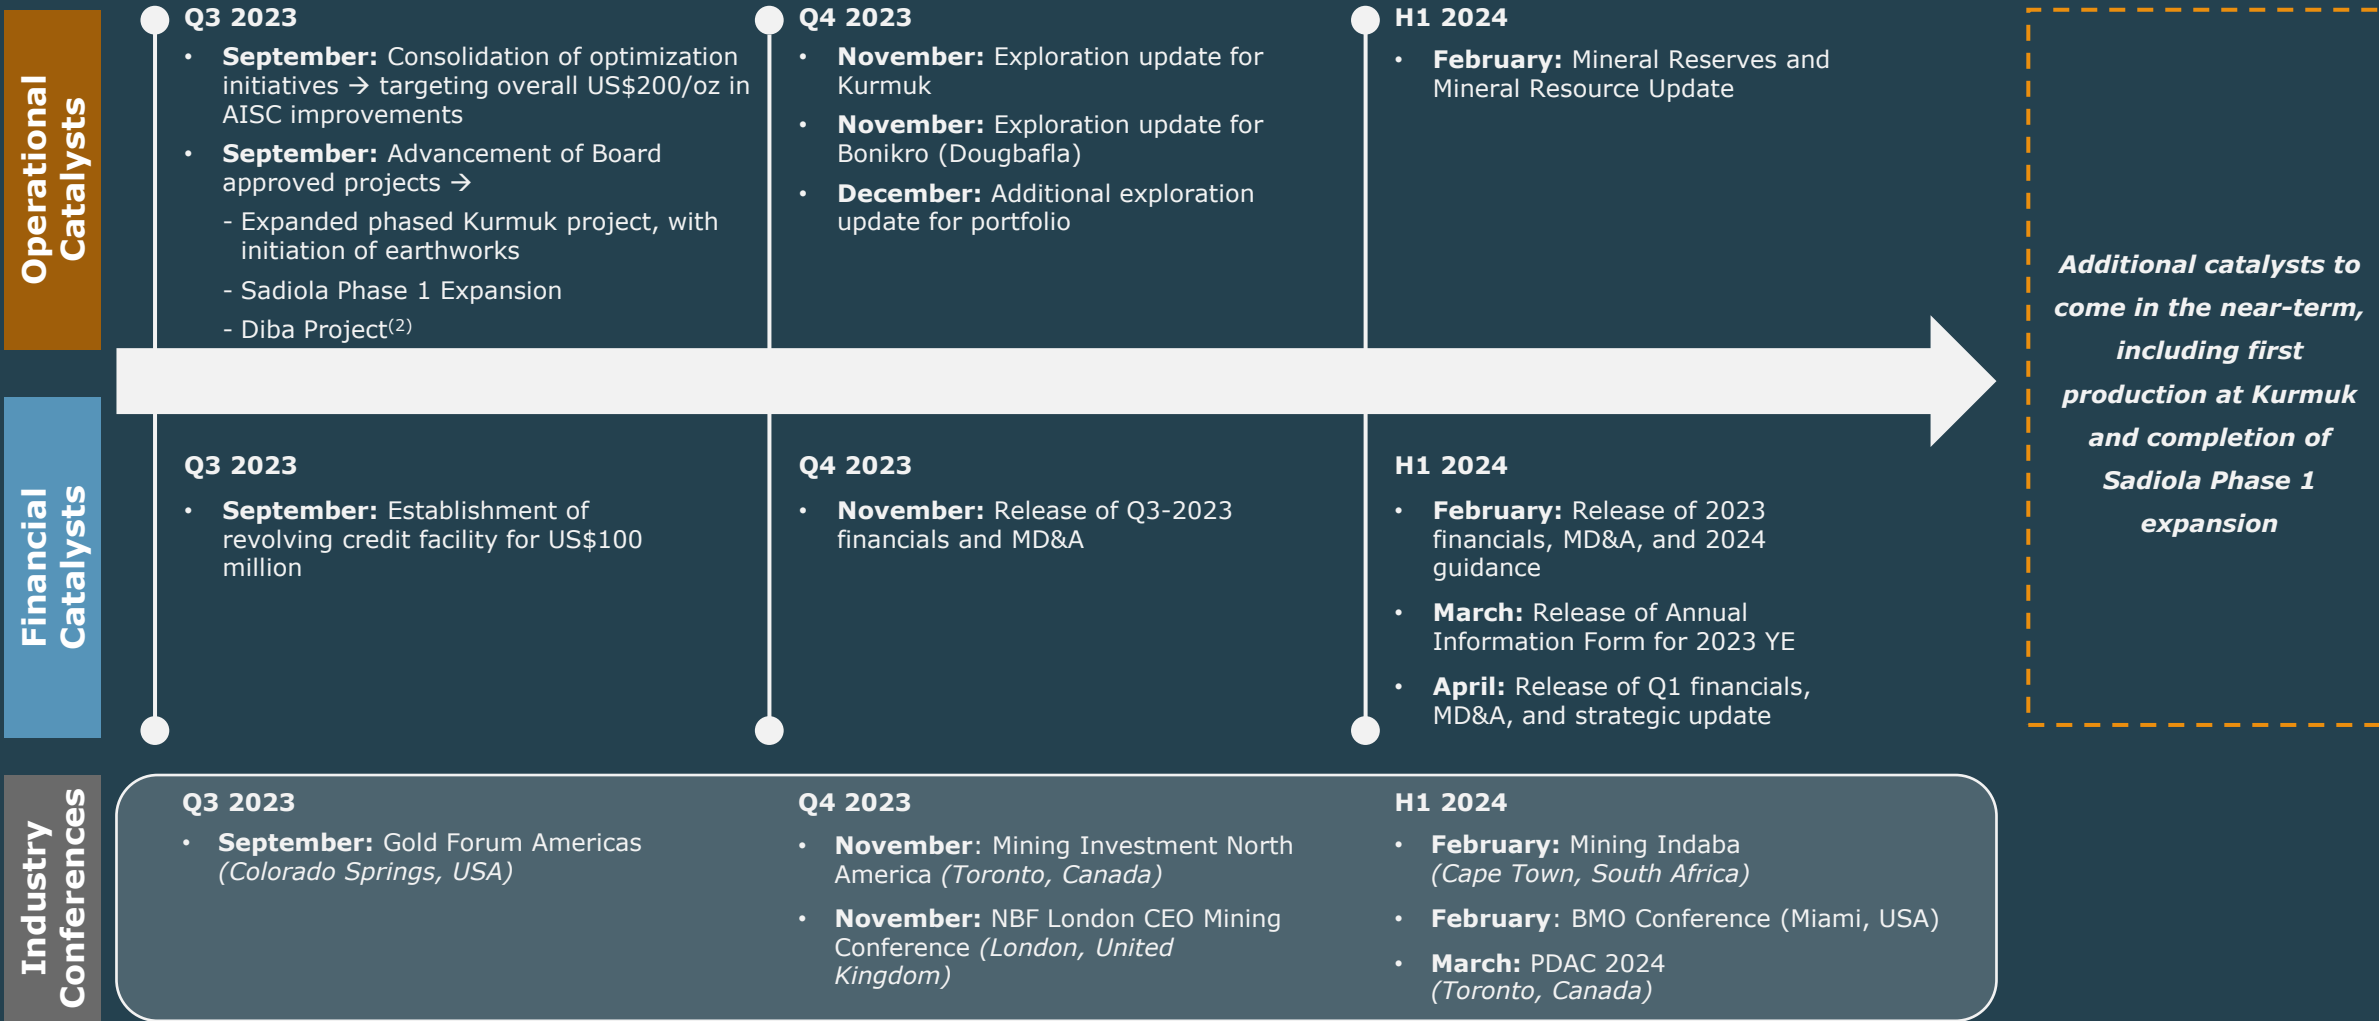 Operational
Catalysts
Q3 2023
• September: Consolidation of optimization
initiatives → targeting overall US$200/oz in
AISC improvements
• September: Advancement of Board
approved projects →
- Expanded phased Kurmuk project, with
initiation of earthworks
- Sadiola Phase 1 Expansion
- Diba Project(2)
Q4 2023
• November: Exploration update for
Kurmuk
• November: Exploration update for
Bonikro (Dougbafla)
• December: Additional exploration
update for portfolio
H1 2024
• February: Mineral Reserves and
Mineral Resource Update
Financial
Catalysts
Q3 2023
• September: Establishment of
revolving credit facility for US$100
million
Q4 2023
• November: Release of Q3-2023
financials and MD&A
H1 2024
• February: Release of 2023
financials, MD&A, and 2024
guidance
• March: Release of Annual
Information Form for 2023 YE
• April: Release of Q1 financials,
MD&A, and strategic update
Additional catalysts to
come in the near-term,
including first
production at Kurmuk
and completion of
Sadiola Phase 1
expansion
Industry
Conferences
Q3 2023
• September: Gold Forum Americas
(Colorado Springs, USA)
Q4 2023
• November: Mining Investment North
America (Toronto, Canada)
• November: NBF London CEO Mining
Conference (London, United
Kingdom)
H1 2024
• February: Mining Indaba
(Cape Town, South Africa)
• February: BMO Conference (Miami, USA)
• March: PDAC 2024
(Toronto, Canada)